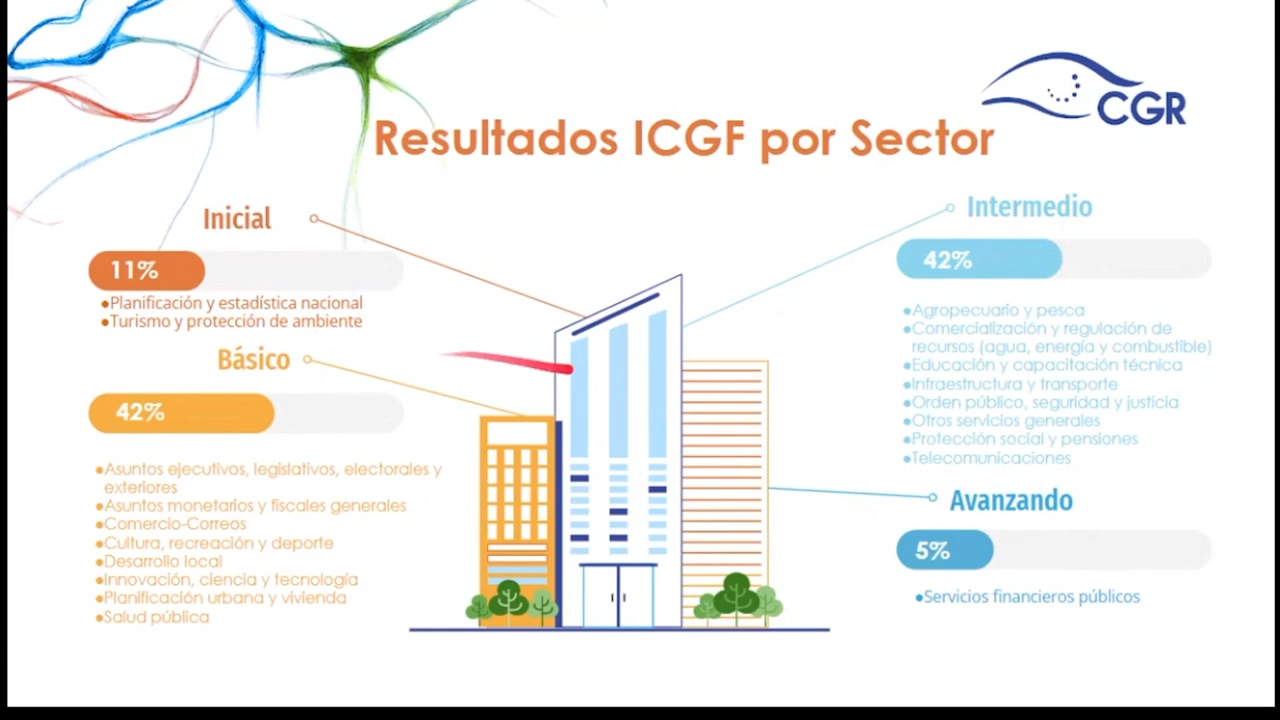 CGR
Resultados ICGF por Sector
Inicial
11%
●Planificación y estadística nacional
●Turismo y protección de ambiente
Básico
42%
●Asuntos ejecutivos, legislativos, electorales y
exteriores
●Asuntos monetarios y fiscales generales
●Comercio-Correos
●Cultura, recreación y deporte
●Desarrollo local
●Innovación, ciencia y tecnología
●Planificación urbana y vivienda
●Salud pública
Intermedio
42%
●Agropecuario y pesca
●Comercialización y regulación de
recursos (agua, energía y combustible)
●Educación y capacitación técnica
●Infraestructura y transporte
●Orden público, seguridad y justicia
●Otros servicios generales
●Protección social y pensiones
●Telecomunicaciones
Avanzando
5%
●Servicios financieros públicos